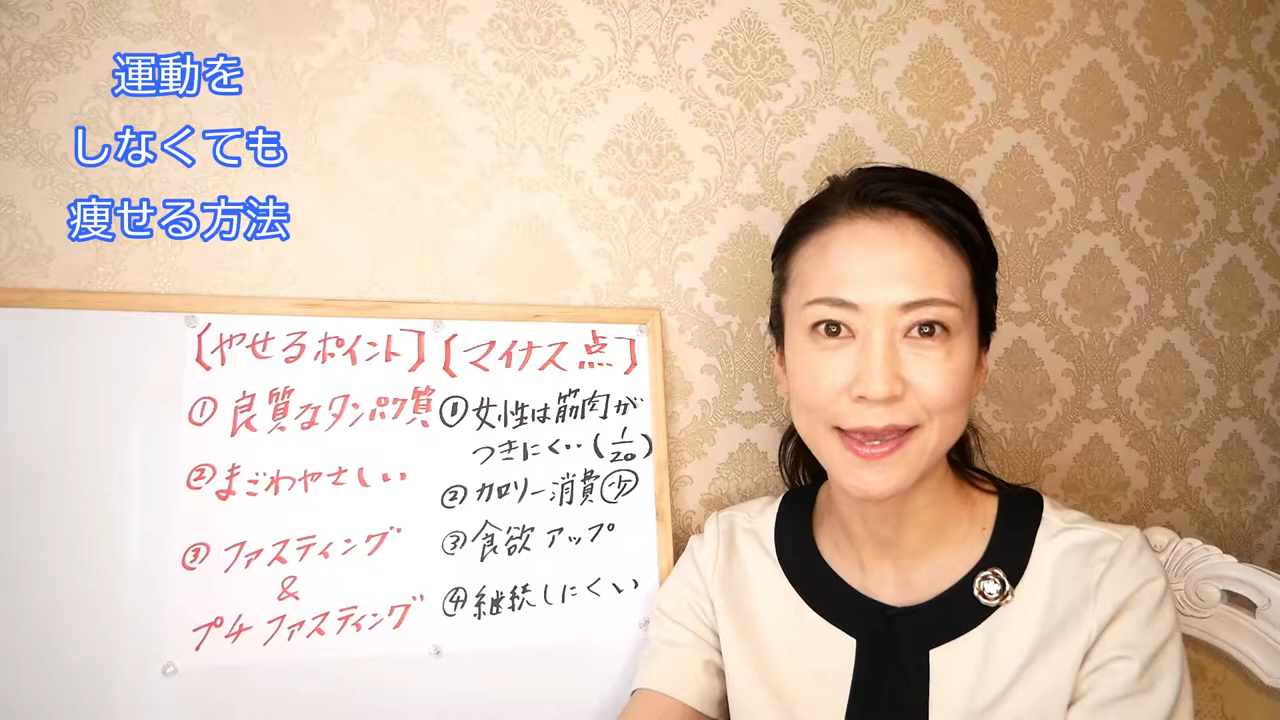 運動を
しなくても
痩せる方法
【やせるポイント】
① 良質なタンパク質
② まごわやさしい
③ ファスティング
&
プチファスティング
【マイナス点】
① 女性は筋肉が
つきにくい(1/20)
② カロリー消費 少
③ 食欲アップ
④ 継続しにくい